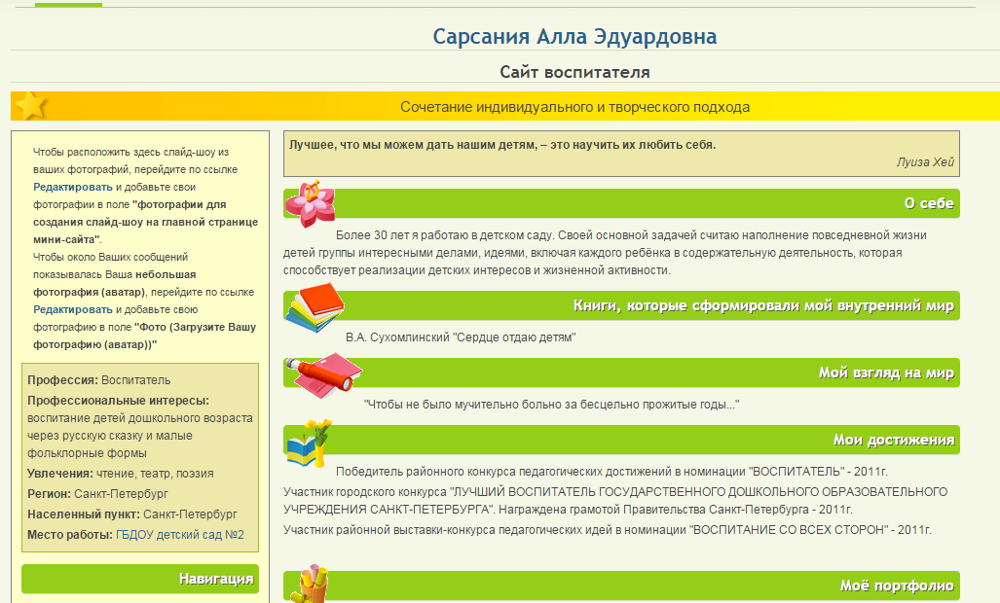 Сарсания Алла Эдуардовна
Сайт воспитателя
Сочетание индивидуального и творческого подхода
Чтобы расположить здесь слайд-шоу из
ваших фотографий, перейдите по ссылке
Редактировать и добавьте свои
фотографии в поле "фотографии для
создания слайд-шоу на главной странице
мини-сайта".
Чтобы около Ваших сообщений
показывалась Ваша небольшая
фотография (аватар), перейдите по ссылке
Редактировать и добавьте свою
фотографию в поле "Фото (Загрузите Вашу
фотографию (аватар))"
Профессия: Воспитатель
Профессиональные интересы:
воспитание детей дошкольного возраста
через русскую сказку и малые
фольклорные формы
Увлечения: чтение, театр, поэзия
Регион: Санкт-Петербург
Населенный пункт: Санкт-Петербург
Место работы: ГБДОУ детский сад №2
Навигация
Лучшее, что мы можем дать нашим детям, – это научить их любить себя.
Луиза Хей
О себе
Более 30 лет я работаю в детском саду. Своей основной задачей считаю наполнение повседневной жизни
детей группы интересными делами, идеями, включая каждого ребёнка в содержательную деятельность, которая
способствует реализации детских интересов и жизненной активности.
Книги, которые сформировали мой внутренний мир
В.А. Сухомлинский "Сердце отдаю детям"
Мой взгляд на мир
"Чтобы не было мучительно больно за бесцельно прожитые годы..."
Мои достижения
Победитель районного конкурса педагогических достижений в номинации "ВОСПИТАТЕЛЬ" - 2011г.
Участник городского конкурса "ЛУЧШИЙ ВОСПИТАТЕЛЬ ГОСУДАРСТВЕННОГО ДОШКОЛЬНОГО ОБРАЗОВАТЕЛЬНОГО
УЧРЕЖДЕНИЯ САНКТ-ПЕТЕРБУРГА". Награждена грамотой Правительства Санкт-Петербурга - 2011г.
Участник районной выставки-конкурса педагогических идей в номинации "ВОСПИТАНИЕ СО ВСЕХ СТОРОН" - 2011г.
Моё портфолио